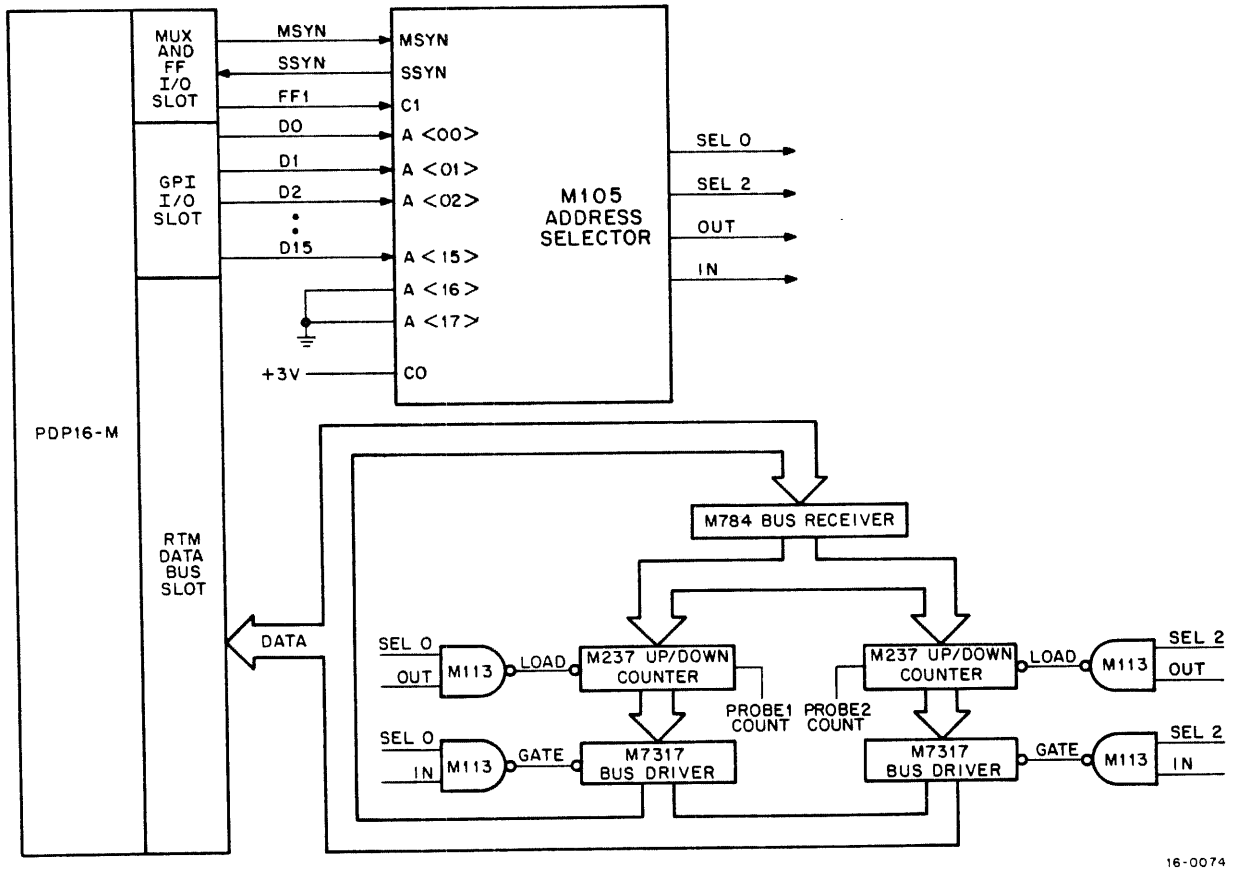 MUX
AND
FF
I/O
SLOT
MSYN
SSYN
FF1
GPI
I/O
SLOT
D0
D1
D2
D15
MSYN
SSYN
C1
A <00>
A <01>
A <02>
A <15>
A <16>
A <17>
+3V
CO
M105
ADDRESS
SELECTOR
SEL 0
SEL 2
OUT
IN
PDP16-M
RTM
DATA
BUS
SLOT
DATA
M784 BUS RECEIVER
SEL 0
OUT
M113
LOAD
M237 UP/DOWN
COUNTER
PROBE1
COUNT
PROBE2
COUNT
M237 UP/DOWN
COUNTER
LOAD
M113
SEL 2
OUT
SEL 0
IN
M113
GATE
M7317
BUS DRIVER
M7317
BUS DRIVER
GATE
M113
SEL 2
IN
16-0074